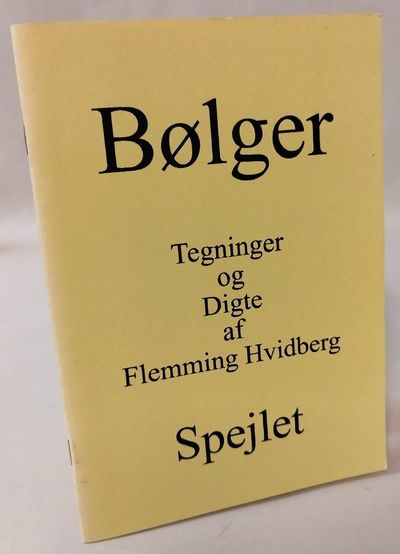 Bølger
Tegninger
og
Digte
af
Flemming Hvidberg
Spejlet